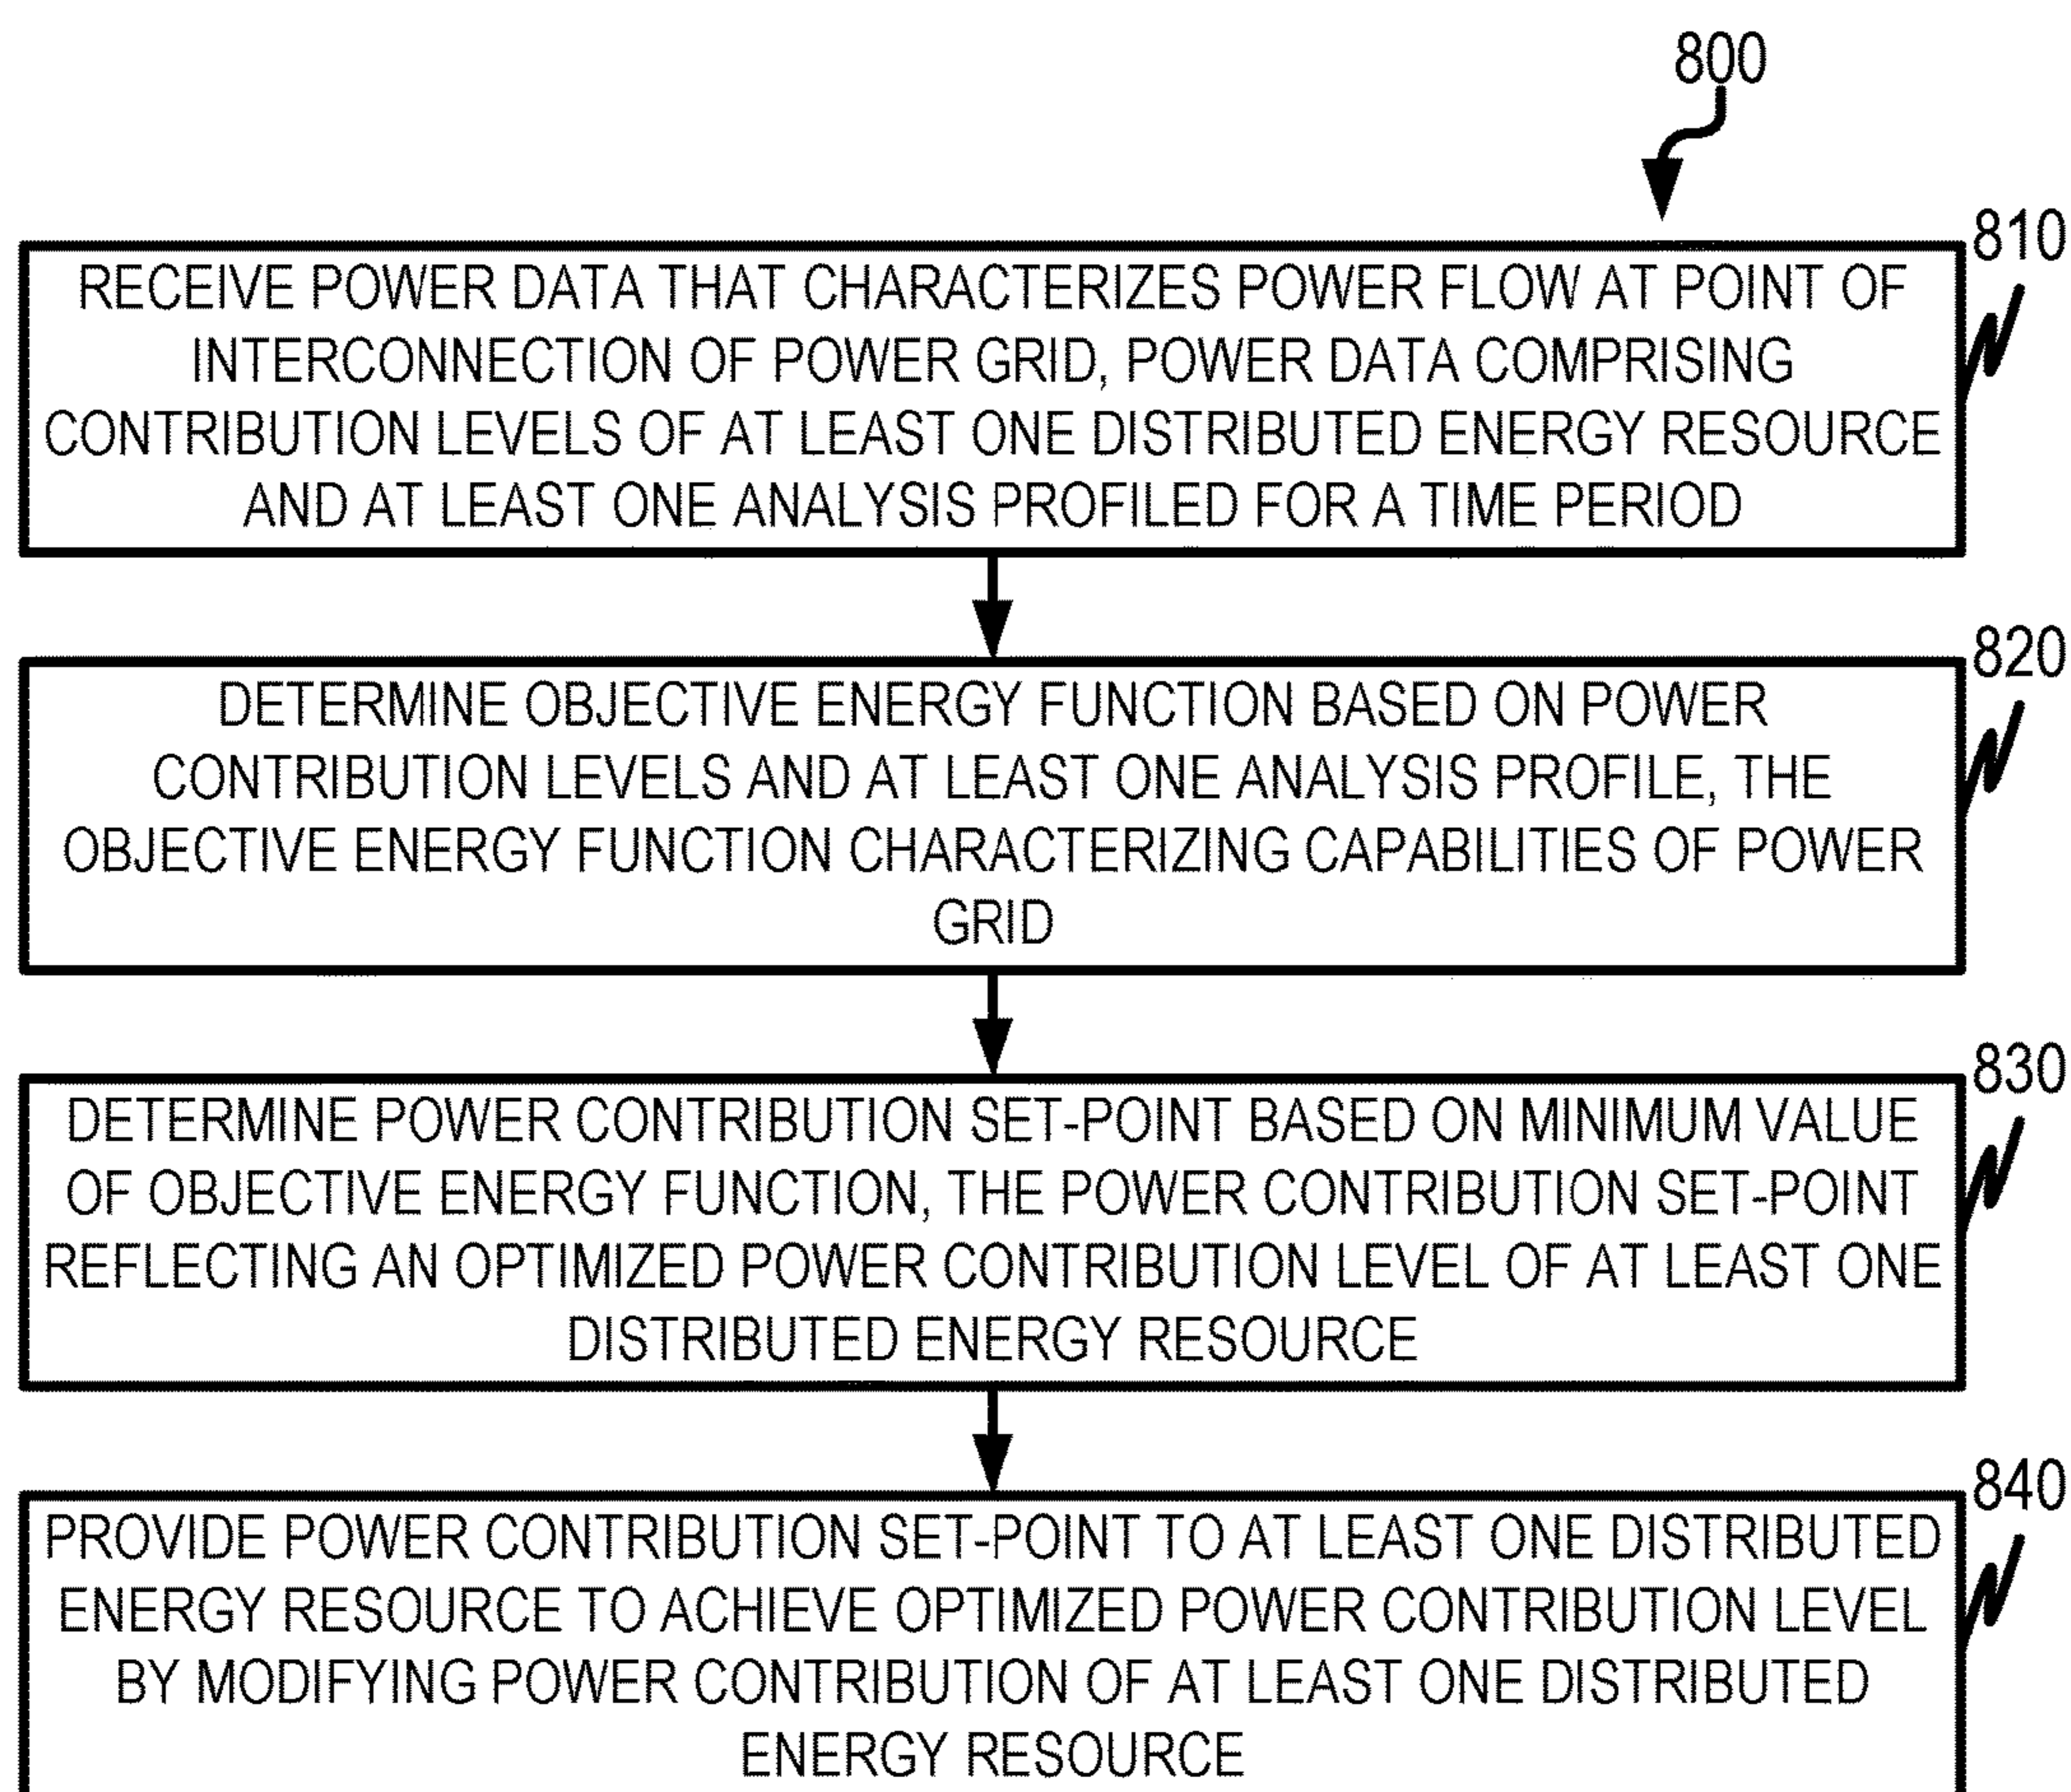 800
810
RECEIVE POWER DATA THAT CHARACTERIZES POWER FLOW AT POINT OF
INTERCONNECTION OF POWER GRID, POWER DATA COMPRISING
CONTRIBUTION LEVELS OF AT LEAST ONE DISTRIBUTED ENERGY RESOURCE
AND AT LEAST ONE ANALYSIS PROFILED FOR A TIME PERIOD
820
DETERMINE OBJECTIVE ENERGY FUNCTION BASED ON POWER
CONTRIBUTION LEVELS AND AT LEAST ONE ANALYSIS PROFILE, THE
OBJECTIVE ENERGY FUNCTION CHARACTERIZING CAPABILITIES OF POWER
GRID
830
DETERMINE POWER CONTRIBUTION SET-POINT BASED ON MINIMUM VALUE
OF OBJECTIVE ENERGY FUNCTION, THE POWER CONTRIBUTION SET-POINT
REFLECTING AN OPTIMIZED POWER CONTRIBUTION LEVEL OF AT LEAST ONE
DISTRIBUTED ENERGY RESOURCE
840
PROVIDE POWER CONTRIBUTION SET-POINT TO AT LEAST ONE DISTRIBUTED
ENERGY RESOURCE TO ACHIEVE OPTIMIZED POWER CONTRIBUTION LEVEL
BY MODIFYING POWER CONTRIBUTION OF AT LEAST ONE DISTRIBUTED
ENERGY RESOURCE